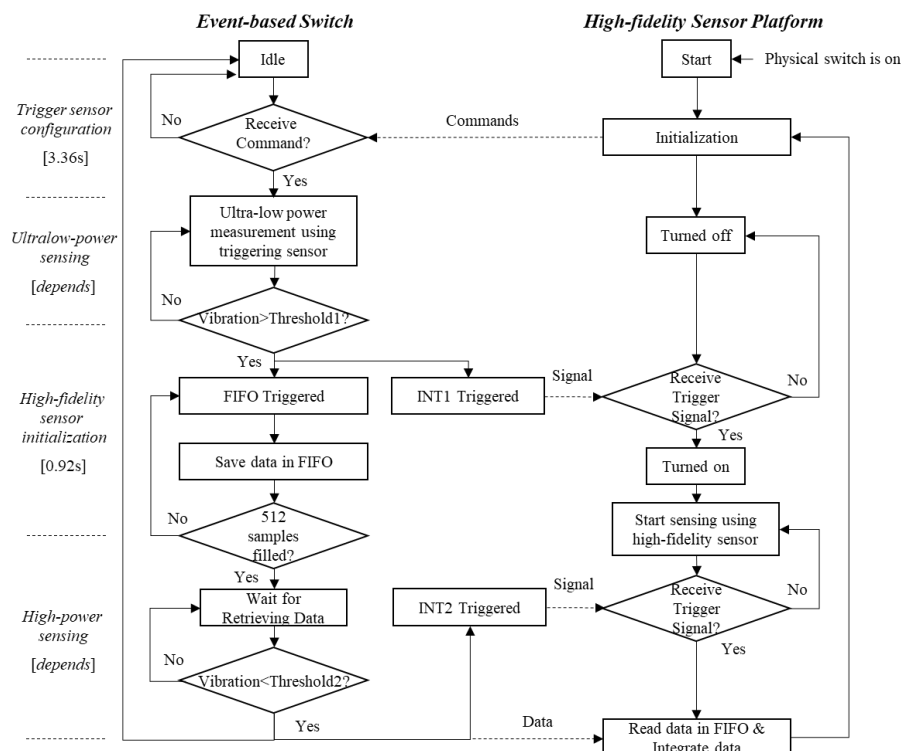 Event-based Switch
High-fidelity Sensor Platform
Idle
Start
Physical switch is on
Trigger sensor
configuration
[3.36s]
No
Receive
Command?
Commands
Initialization
Yes
Ultralow-power
sensing
[depends]
Ultra-low power
measurement using
triggering sensor
Turned off
No
Vibration>Threshold1?
Yes
High-fidelity
sensor
initialization
[0.92s]
FIFO Triggered
INT1 Triggered
Signal
Receive
Trigger
Signal?
No
Yes
Save data in FIFO
Turned on
No
512
samples
filled?
Start sensing using
high-fidelity sensor
Yes
High-power
sensing
[depends]
Wait for
Retrieving Data
INT2 Triggered
Signal
Receive
Trigger
Signal?
No
Yes
No
Vibration<Threshold2?
Yes
Data
Read data in FIFO &
Integrate data